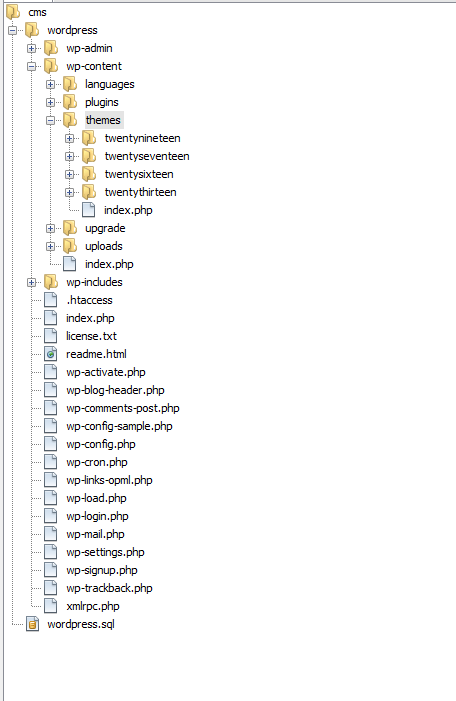 cms
wordpress
wp-admin
wp-content
languages
plugins
themes
twentynineteen
twentyseventeen
twentysixteen
twentythirteen
index.php
upgrade
uploads
index.php
wp-includes
.htaccess
index.php
license.txt
readme.html
wp-activate.php
wp-blog-header.php
wp-comments-post.php
wp-config-sample.php
wp-config.php
wp-cron.php
wp-links-opml.php
wp-load.php
wp-login.php
wp-mail.php
wp-settings.php
wp-signup.php
wp-trackback.php
xmlrpc.php
wordpress.sql